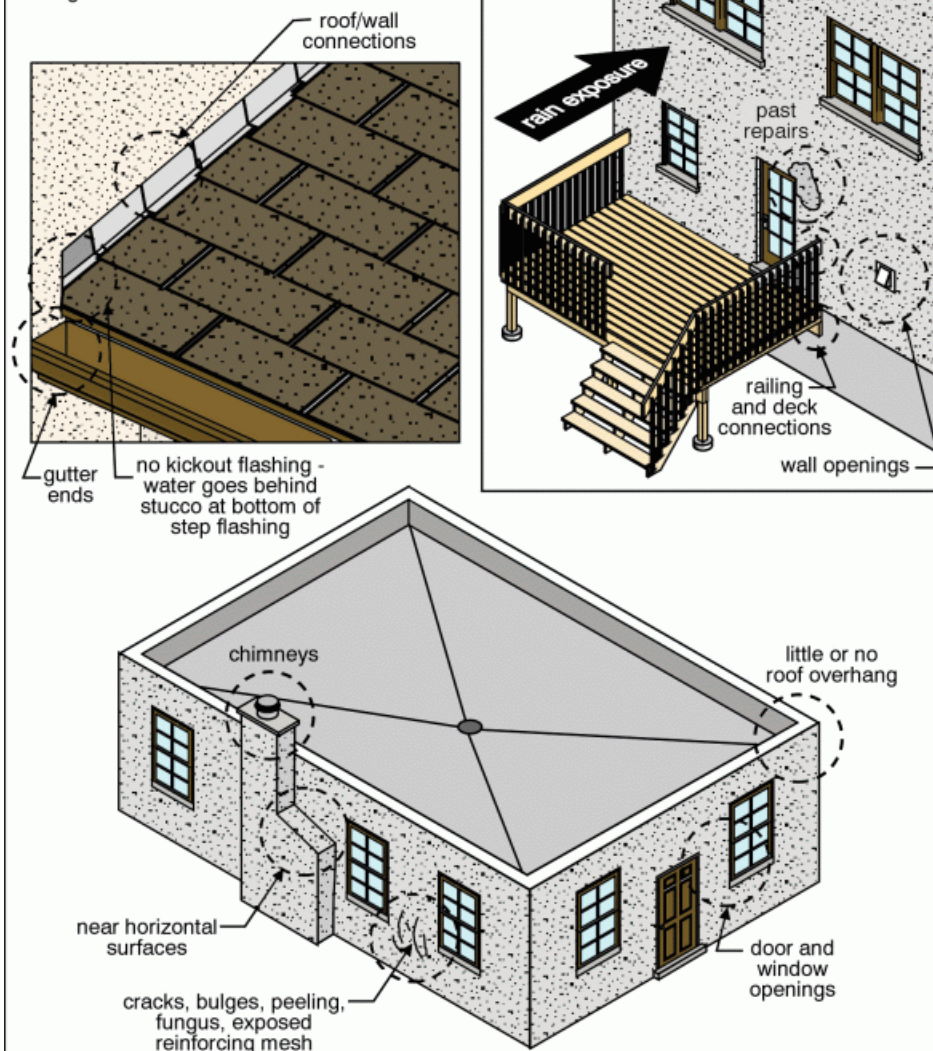 roof/wall
connections
rain exposure
past
repairs
railing
and deck
connections
wall openings
gutter
ends
no kickout flashing -
water goes behind
stucco at bottom of
step flashing
chimneys
little or no
roof overhang
near horizontal
surfaces
cracks, bulges, peeling,
fungus, exposed
reinforcing mesh
door and
window
openings